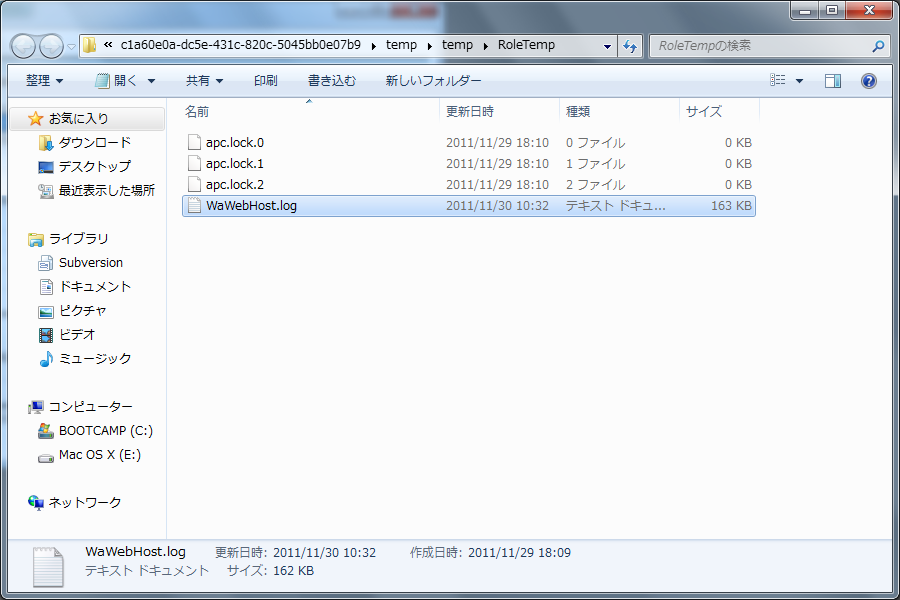 « c1a60e0a-dc5e-431c-820c-5045bb0e07b9 ▸ temp ▸ temp ▸ RoleTemp
RoleTempの検索
整理 開く 共有 印刷 書き込む 新しいフォルダー
名前 更新日時 種類 サイズ
apc.lock.0 2011/11/29 18:10 0 ファイル 0 KB
apc.lock.1 2011/11/29 18:10 1 ファイル 0 KB
apc.lock.2 2011/11/29 18:10 2 ファイル 0 KB
WaWebHost.log 2011/11/30 10:32 テキスト ドキュ... 163 KB
お気に入り
ダウンロード
デスクトップ
最近表示した場所
ライブラリ
Subversion
ドキュメント
ピクチャ
ビデオ
ミュージック
コンピューター
BOOTCAMP (C:)
Mac OS X (E:)
ネットワーク
WaWebHost.log 更新日時: 2011/11/30 10:32 作成日時: 2011/11/29 18:09
テキスト ドキュメント サイズ: 162 KB